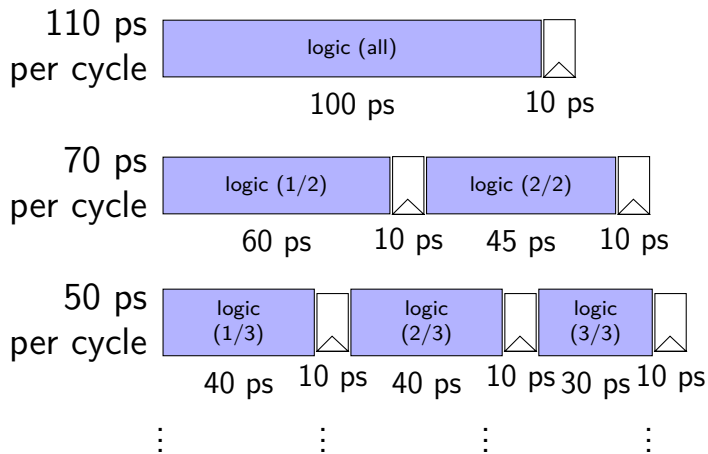 110 ps
per cycle
logic (all)
100 ps
10 ps
70 ps
per cycle
logic (1/2)
logic (2/2)
60 ps
10 ps
45 ps
10 ps
50 ps
per cycle
logic
(1/3)
logic
(2/3)
logic
(3/3)
40 ps
10 ps
40 ps
10 ps
30 ps
10 ps